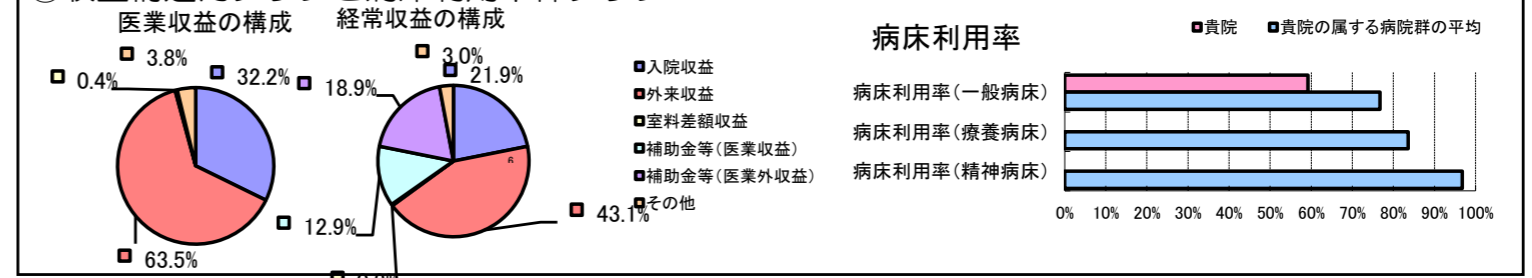 医業収益の構成
3.8%
0.4%
32.2%
63.5%
経常収益の構成
3.0%
21.9%
18.9%
12.9%
43.1%
入院収益
外来収益
室料差額収益
補助金等(医業収益)
補助金等(医業外収益)
その他
病床利用率
貴院
貴院の属する病院群の平均
病床利用率(一般病床)
病床利用率(療養病床)
病床利用率(精神病床)
0% 10% 20% 30% 40% 50% 60% 70% 80% 90% 100%